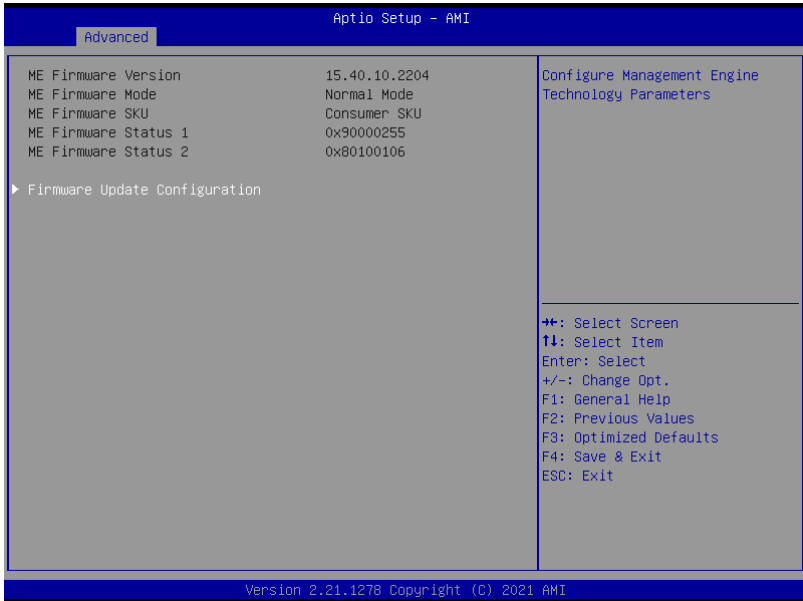 Aptio Setup – AMI
Advanced
ME Firmware Version 15.40.10.2204
ME Firmware Mode Normal Mode
ME Firmware SKU Consumer SKU
ME Firmware Status 1 0x90000255
ME Firmware Status 2 0x80100106
▶ Firmware Update Configuration
Configure Management Engine
Technology Parameters
→←: Select Screen
↑↓: Select Item
Enter: Select
+/-: Change Opt.
F1: General Help
F2: Previous Values
F3: Optimized Defaults
F4: Save & Exit
ESC: Exit
Version 2.21.1278 Copyright (C) 2021 AMI